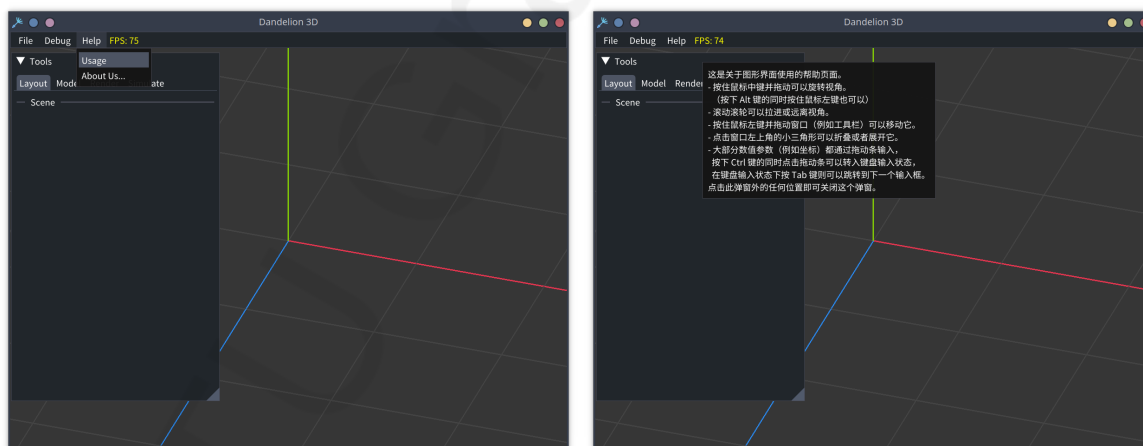 Dandelion 3D
File Debug Help FPS: 75
Tools
Usage
About Us...
Layout
Scene
Dandelion 3D
File Debug Help FPS: 74
Tools
Layout Model
Scene
这是关于图形界面使用的帮助页面。
- 按住鼠标中键并拖动可以旋转视角。
（按下 Alt 键的同时按住鼠标左键也可以）
- 滚动滚轮可以拉进或远离视角。
- 按住鼠标左键并拖动窗口（例如工具栏）可以移动它。
- 点击窗口左上角的小三角形可以折叠或者展开它。
- 大部分数值参数（例如坐标）都通过拖动条输入，
按下 Ctrl 键的同时点击拖动条可以转入键盘输入状态，
在键盘输入状态下按 Tab 键则可以跳转到下一个输入框。
点击此弹窗外的任何位置即可关闭这个弹窗。